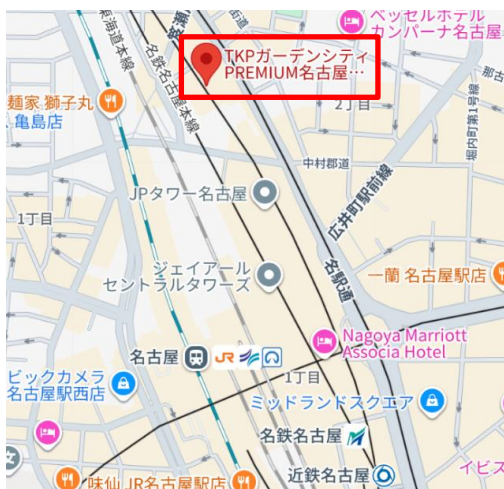 ベッセルホテル
カンパーナ名古屋
東海道本線
名鉄名古屋本線
TKPガーデンシティ
PREMIUM名古屋…
麺家 獅子丸
亀島店
2丁目
堀内町第1号線
中村郡道
広井町駅前線
JPタワー名古屋
1丁目
名駅通
ジェイアール
セントラルタワーズ
一蘭 名古屋駅店
Nagoya Marriott
Associa Hotel
名古屋
JR
1丁目
ビックカメラ
名古屋駅西店
ミッドランドスクエア
名鉄名古屋
イビス
味仙 JR名古屋駅店
近鉄名古屋